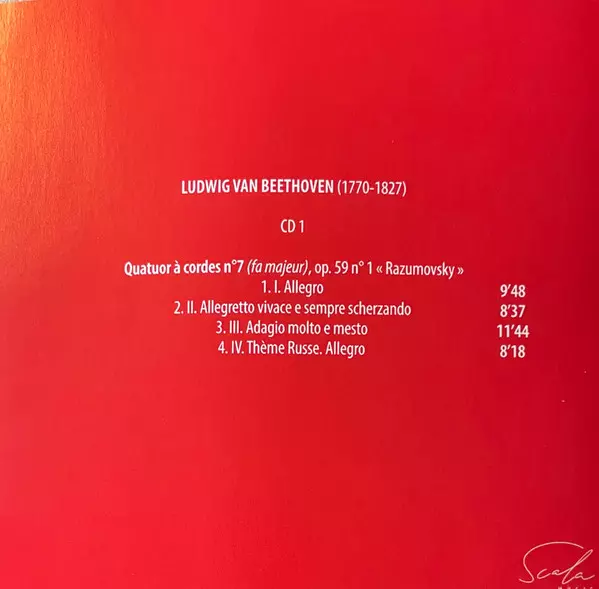 LUDWIG VAN BEETHOVEN (1770-1827)
CD 1
Quatuor à cordes n°7 (fa majeur), op. 59 n° 1 « Razumovsky »
1. I. Allegro 9’48
2. II. Allegretto vivace e sempre scherzando 8’37
3. III. Adagio molto e mesto 11’44
4. IV. Thème Russe. Allegro 8’18
Scala
MUSIC